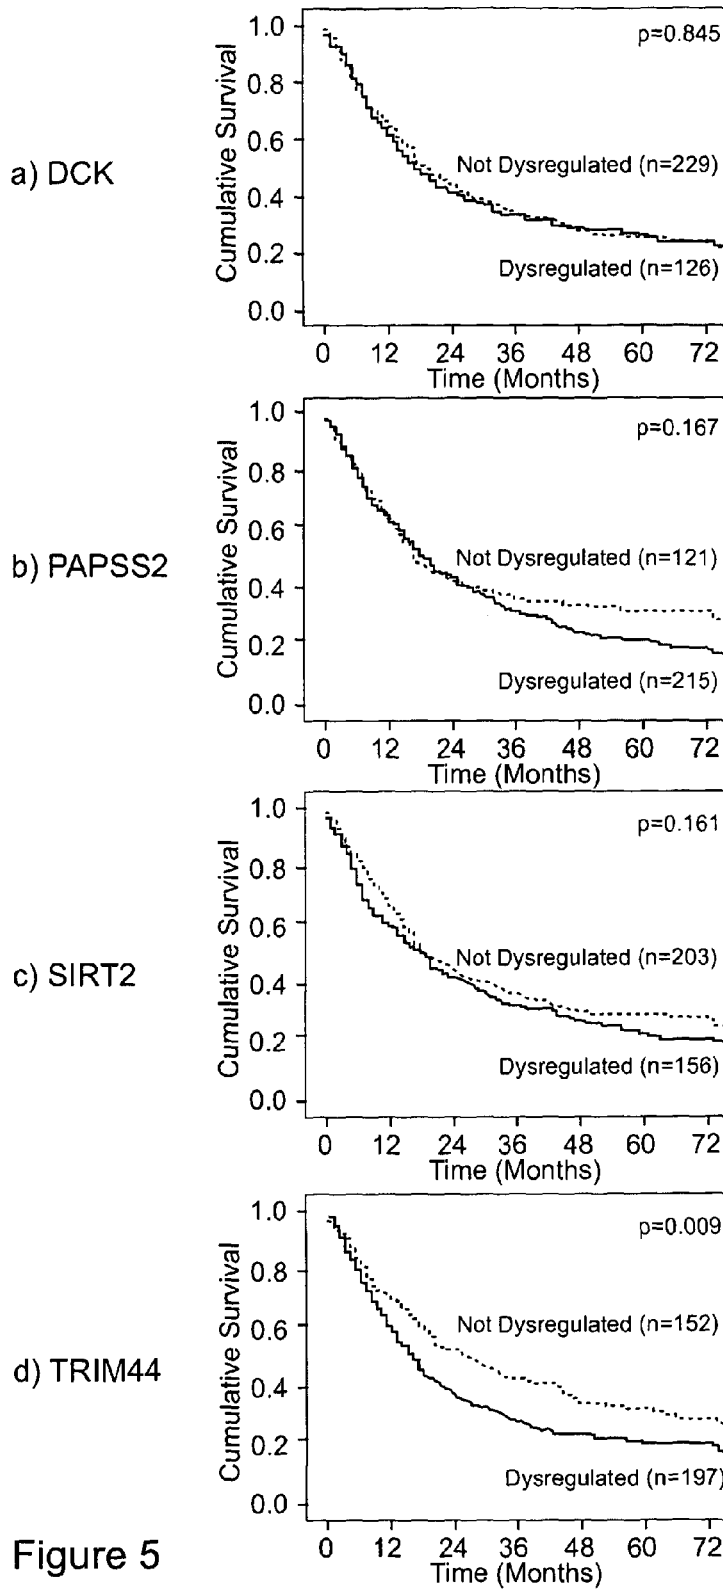 a) DCK
Cumulative Survival
1.0
0.8
0.6
0.4
0.2
0.0
p=0.845
Not Dysregulated (n=229)
Dysregulated (n=126)
0 12 24 36 48 60 72
Time (Months)
b) PAPSS2
Cumulative Survival
1.0
0.8
0.6
0.4
0.2
0.0
p=0.167
Not Dysregulated (n=121)
Dysregulated (n=215)
0 12 24 36 48 60 72
Time (Months)
c) SIRT2
Cumulative Survival
1.0
0.8
0.6
0.4
0.2
0.0
p=0.161
Not Dysregulated (n=203)
Dysregulated (n=156)
0 12 24 36 48 60 72
Time (Months)
d) TRIM44
Cumulative Survival
1.0
0.8
0.6
0.4
0.2
0.0
p=0.009
Not Dysregulated (n=152)
Dysregulated (n=197)
0 12 24 36 48 60 72
Time (Months)
Figure 5